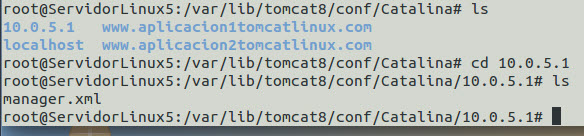 root@ServidorLinux5:/var/lib/tomcat8/conf/Catalina# ls
10.0.5.1 www.aplicacion1tomcatlinux.com
localhost www.aplicacion2tomcatlinux.com
root@ServidorLinux5:/var/lib/tomcat8/conf/Catalina# cd 10.0.5.1
root@ServidorLinux5:/var/lib/tomcat8/conf/Catalina/10.0.5.1# ls
manager.xml
root@ServidorLinux5:/var/lib/tomcat8/conf/Catalina/10.0.5.1#